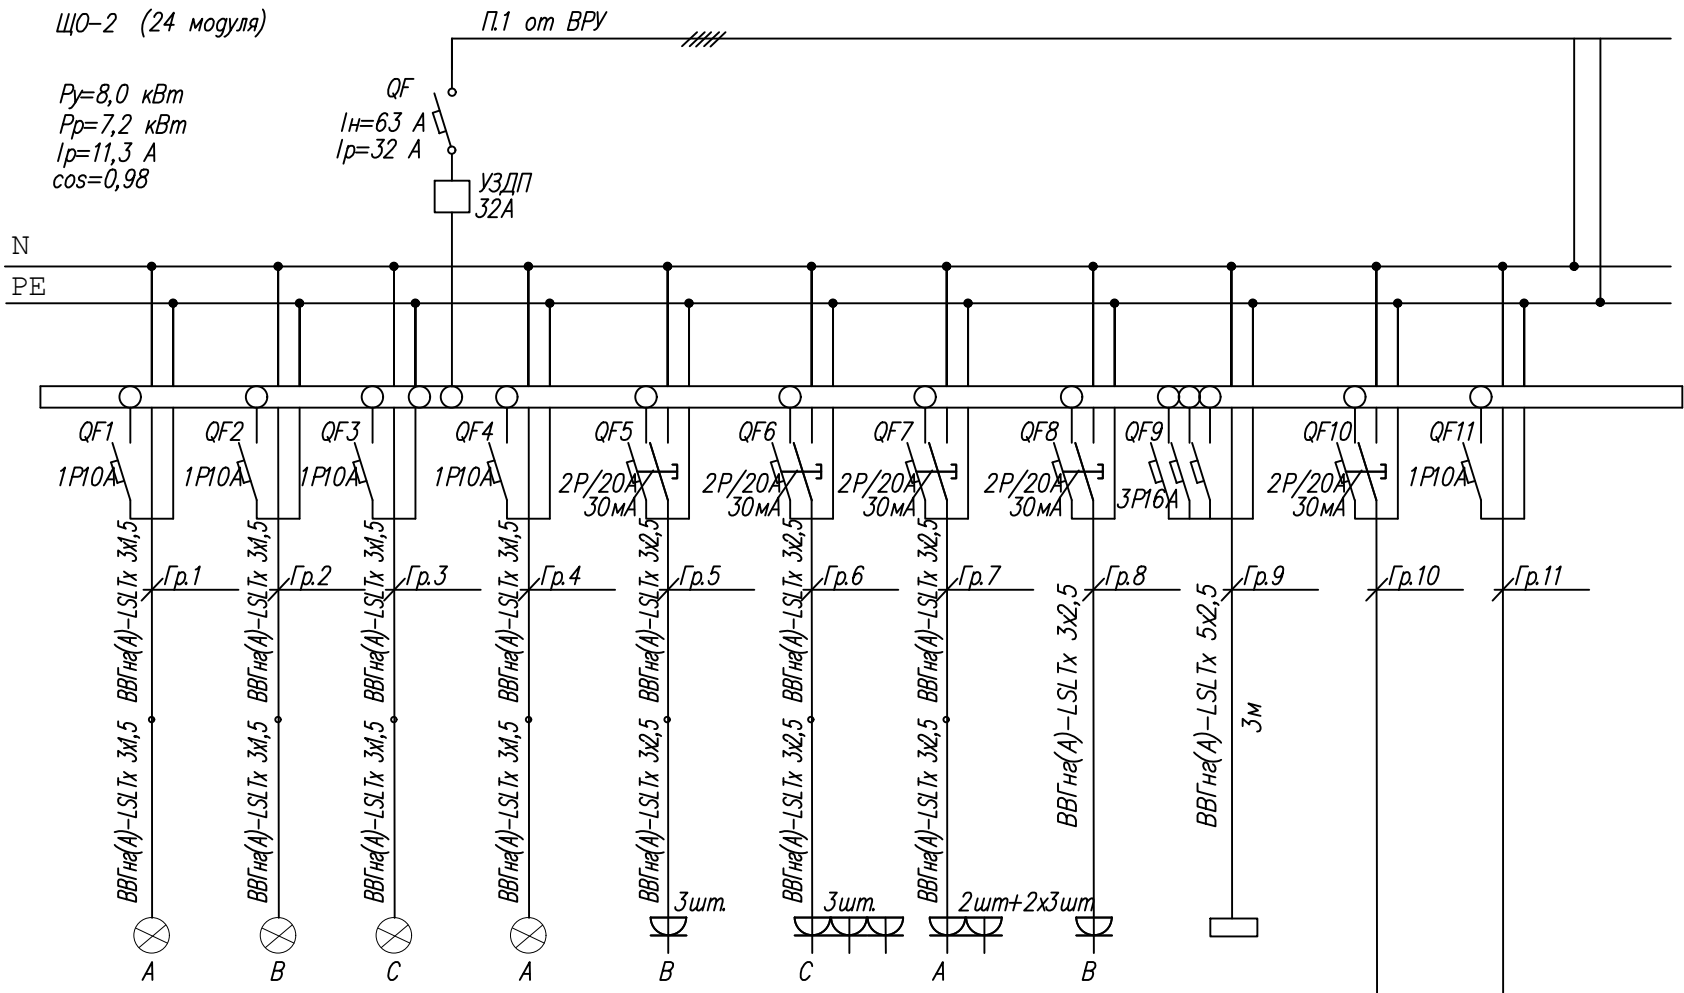 ЩО-2 (24 модуля)
П.1 от ВРУ
Ру=8,0 кВт
Рр=7,2 кВт
Iр=11,3 А
cos=0,98
QF
Iн=63 А
Iр=32 А
УЗДП
32А
N
PE
QF1
1Р10А
QF2
1Р10А
QF3
1Р10А
QF4
1Р10А
QF5
2Р/20А
30мА
QF6
2Р/20А
30мА
QF7
2Р/20А
30мА
QF8
2Р/20А
30мА
QF9
3Р16А
QF10
2Р/20А
30мА
QF11
1Р10А
Гр.1
Гр.2
Гр.3
Гр.4
Гр.5
Гр.6
Гр.7
Гр.8
Гр.9
Гр.10
Гр.11
ВВГнг(А)-LSLTx 3х1,5
ВВГнг(А)-LSLTx 3х1,5
ВВГнг(А)-LSLTx 3х1,5
ВВГнг(А)-LSLTx 3х1,5
ВВГнг(А)-LSLTx 3х2,5
ВВГнг(А)-LSLTx 3х2,5
ВВГнг(А)-LSLTx 3х2,5
ВВГнг(А)-LSLTx 3х2,5
ВВГнг(А)-LSLTx 5х2,5
3м
ВВГнг(А)-LSLTx 3х1,5
ВВГнг(А)-LSLTx 3х1,5
ВВГнг(А)-LSLTx 3х1,5
ВВГнг(А)-LSLTx 3х1,5
ВВГнг(А)-LSLTx 3х2,5
ВВГнг(А)-LSLTx 3х2,5
ВВГнг(А)-LSLTx 3х2,5
3шт.
3шт.
2шт+2х3шт
А
В
С
А
В
С
А
В